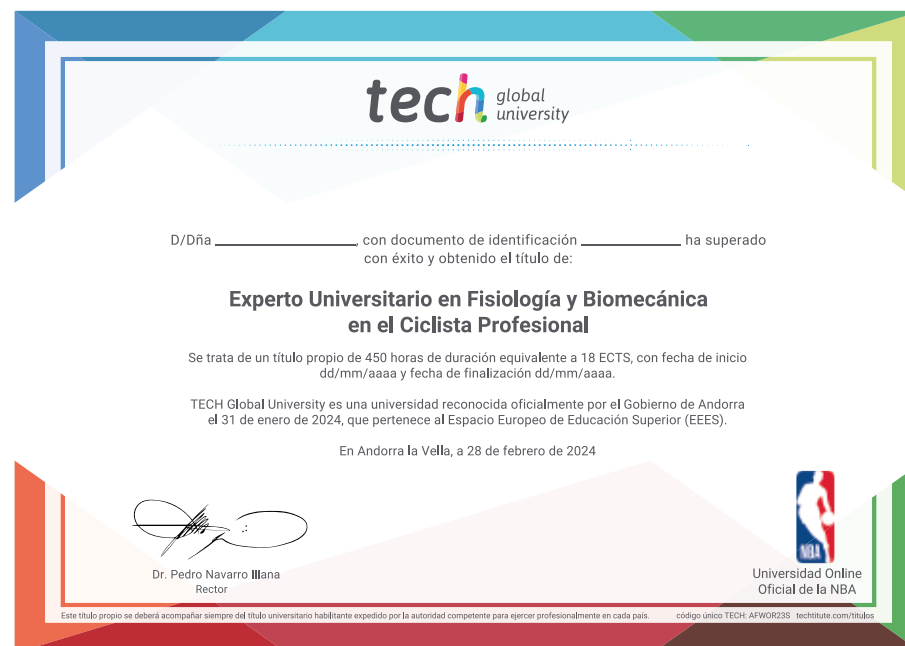 tech global university
D/Dña ________________, con documento de identificación ____________ ha superado
con éxito y obtenido el título de:
Experto Universitario en Fisiología y Biomecánica
en el Ciclista Profesional
Se trata de un título propio de 450 horas de duración equivalente a 18 ECTS, con fecha de inicio
dd/mm/aaaa y fecha de finalización dd/mm/aaaa.
TECH Global University es una universidad reconocida oficialmente por el Gobierno de Andorra
el 31 de enero de 2024, que pertenece al Espacio Europeo de Educación Superior (EEES).
En Andorra la Vella, a 28 de febrero de 2024
Dr. Pedro Navarro Illana
Rector
NBA
Universidad Online
Oficial de la NBA
Este título propio se deberá acompañar siempre del título universitario habilitante expedido por la autoridad competente para ejercer profesionalmente en cada país. código único TECH: AFWOR23S techtitute.com/titulos